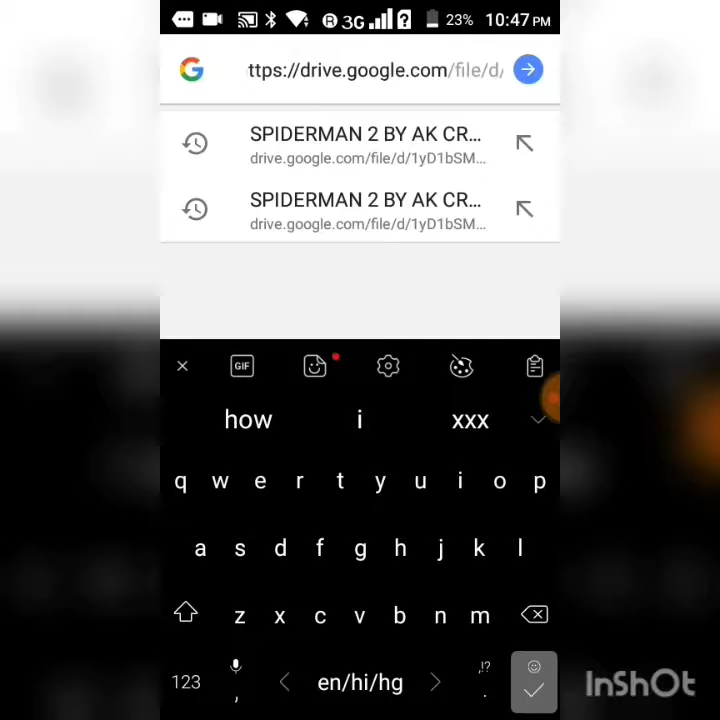 R 3G ? 23% 10:47 PM
G ttps://drive.google.com/file/d/
SPIDERMAN 2 BY AK CR...
drive.google.com/file/d/1yD1bSM...
SPIDERMAN 2 BY AK CR...
drive.google.com/file/d/1yD1bSM...
GIF
how i xxx
q w e r t y u i o p
a s d f g h j k l
z x c v b n m
123 , < en/hi/hg > ,!? .
InShOt